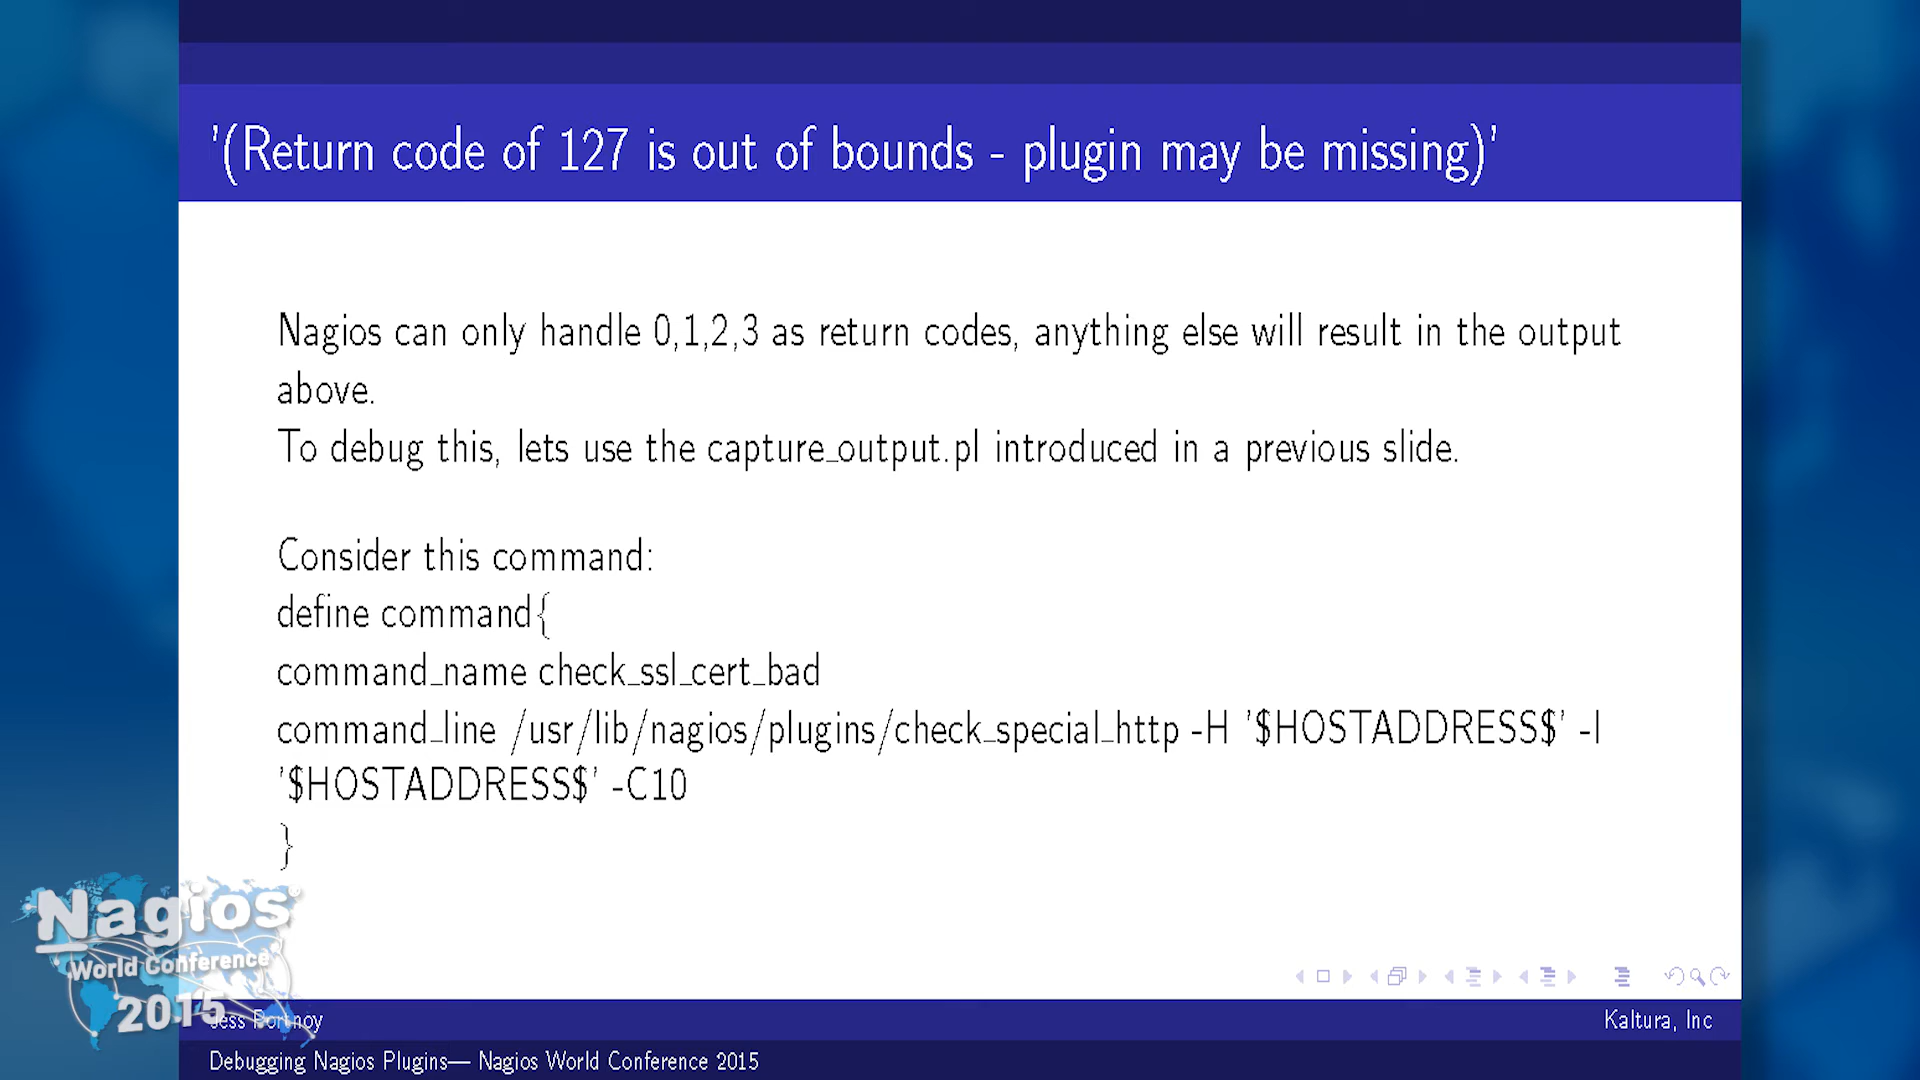 '(Return code of 127 is out of bounds - plugin may be missing)'
Nagios can only handle 0,1,2,3 as return codes, anything else will result in the output
above.
To debug this, lets use the capture_output.pl introduced in a previous slide.
Consider this command:
define command{
command_name check_ssl_cert_bad
command_line /usr/lib/nagios/plugins/check_special_http -H '$HOSTADDRESS$' -I
'$HOSTADDRESS$' -C10
}
Nagios
World Conference
2015
Jess Portnoy
Kaltura, Inc
Debugging Nagios Plugins— Nagios World Conference 2015